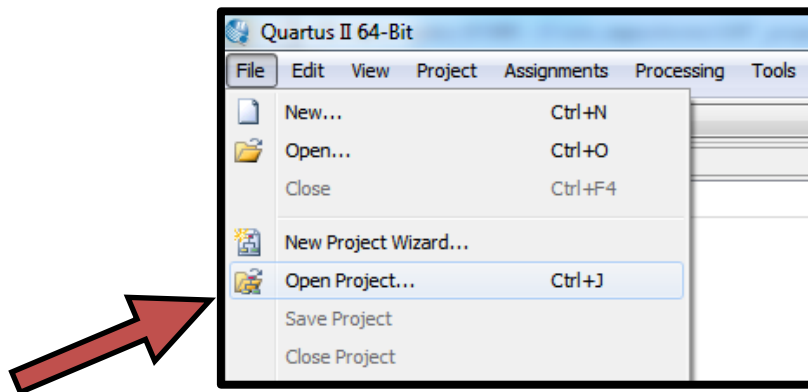 Quartus II 64-Bit
File Edit View Project Assignments Processing Tools
New... Ctrl+N
Open... Ctrl+O
Close Ctrl+F4
New Project Wizard...
Open Project... Ctrl+J
Save Project
Close Project